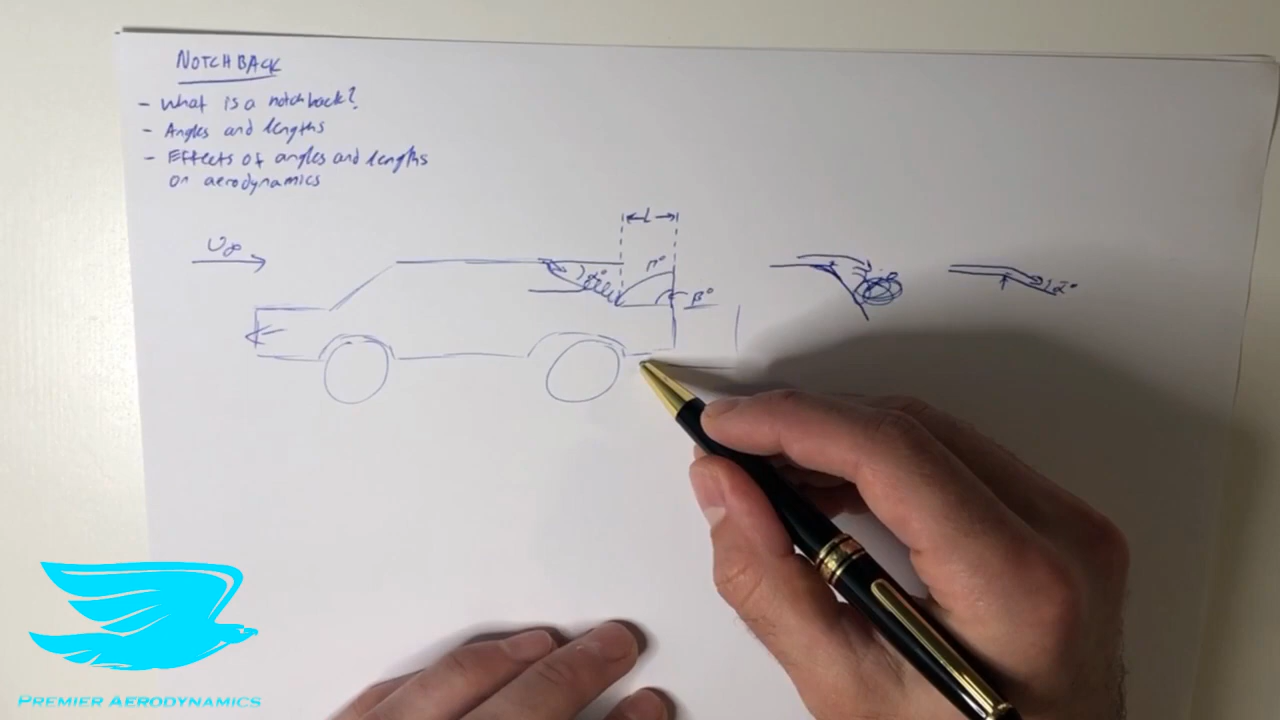 NOTCHBACK
- What is a notchback?
- Angles and lengths
- Effects of angles and lengths
on aerodynamics
U∞
L
α°
β°
12°
PREMIER AERODYNAMICS